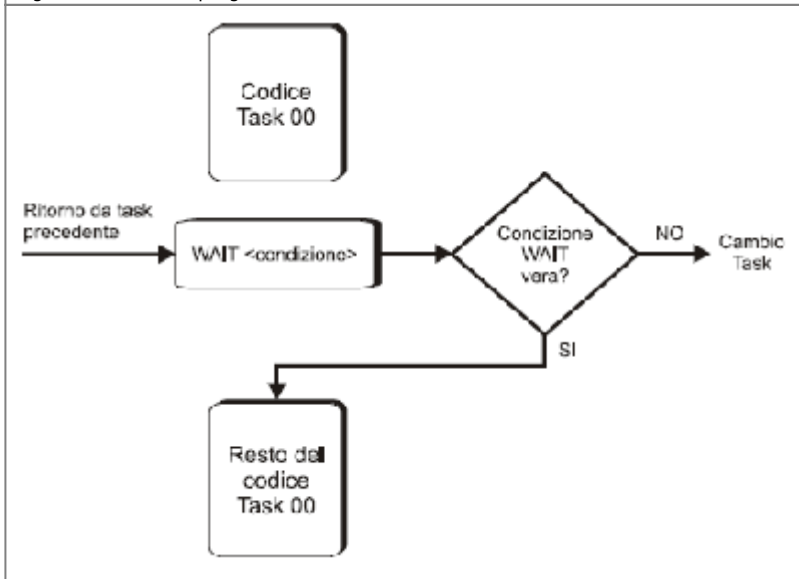 Codice
Task 00
Ritorno da task
precedente
WAIT <condizione>
Condizione
WAIT
vera?
NO
Cambio
Task
SI
Resto del
codice
Task 00